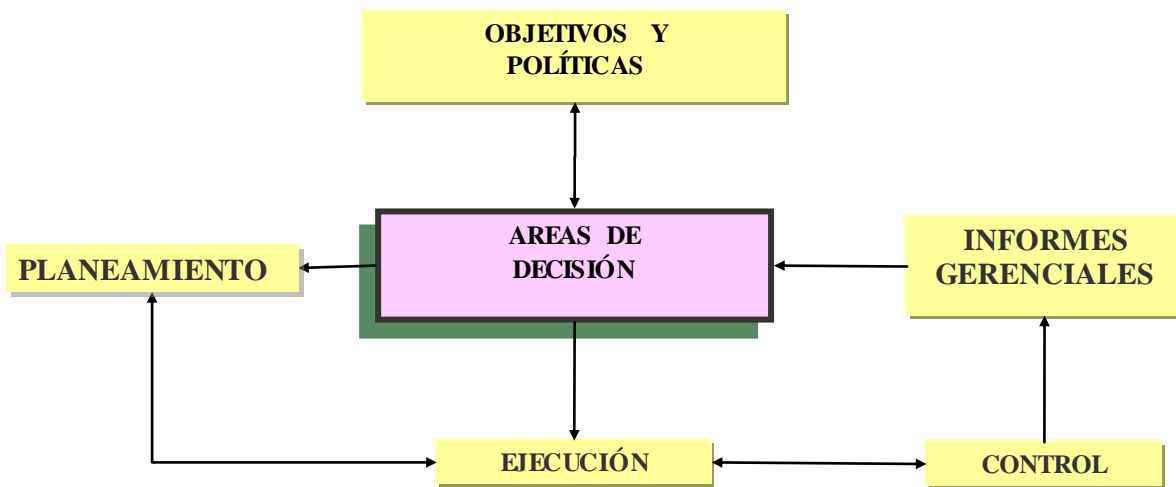 OBJETIVOS Y
POLÍTICAS
AREAS DE
DECISIÓN
PLANEAMIENTO
INFORMES
GERENCIALES
EJECUCIÓN
CONTROL